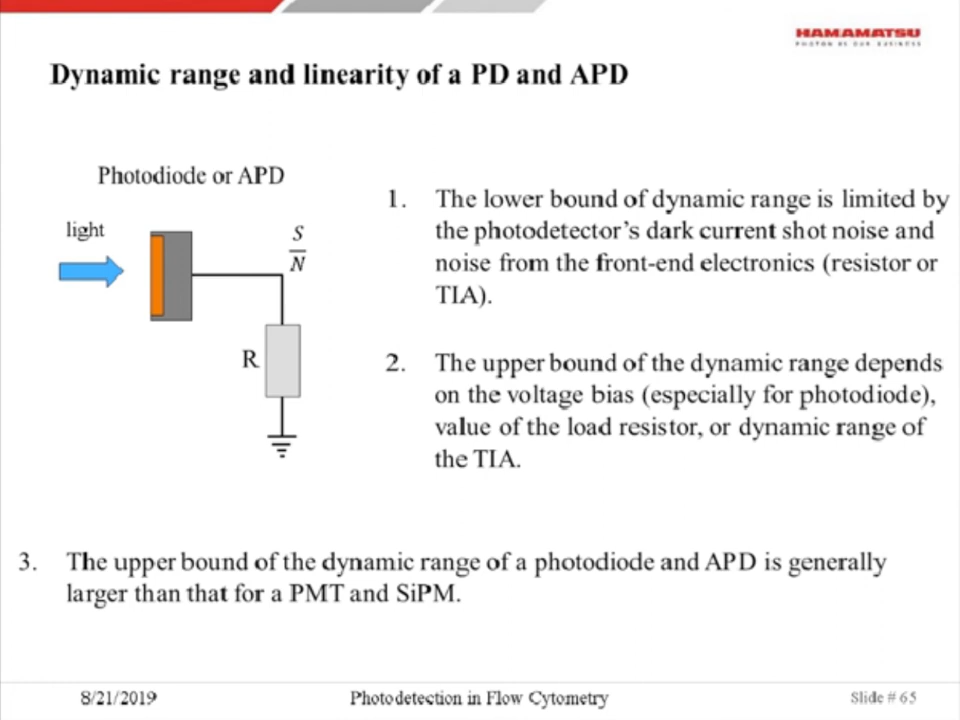 HAMAMATSU
PHOTON IS OUR BUSINESS
Dynamic range and linearity of a PD and APD
Photodiode or APD
light
S
N
R
1. The lower bound of dynamic range is limited by
the photodetector's dark current shot noise and
noise from the front-end electronics (resistor or
TIA).
2. The upper bound of the dynamic range depends
on the voltage bias (especially for photodiode),
value of the load resistor, or dynamic range of
the TIA.
3. The upper bound of the dynamic range of a photodiode and APD is generally
larger than that for a PMT and SiPM.
8/21/2019
Photodetection in Flow Cytometry
Slide # 65